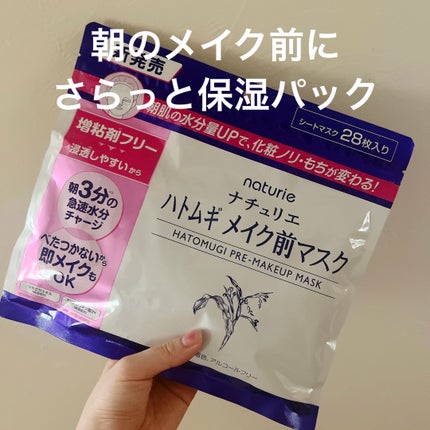 朝のメイク前に
さらっと保湿パック
新発売
シートマスク 28枚入り
朝肌の水分量UPで、化粧ノリ・もちが変わる!
増粘剤フリー
浸透しやすいから
朝3分の
急速水分
チャージ
べたつかないから
即メイクも
OK
naturie
ナチュリエ
ハトムギ メイク前マスク
HATOMUGI PRE-MAKEUP MASK
着色、アルコールフリー